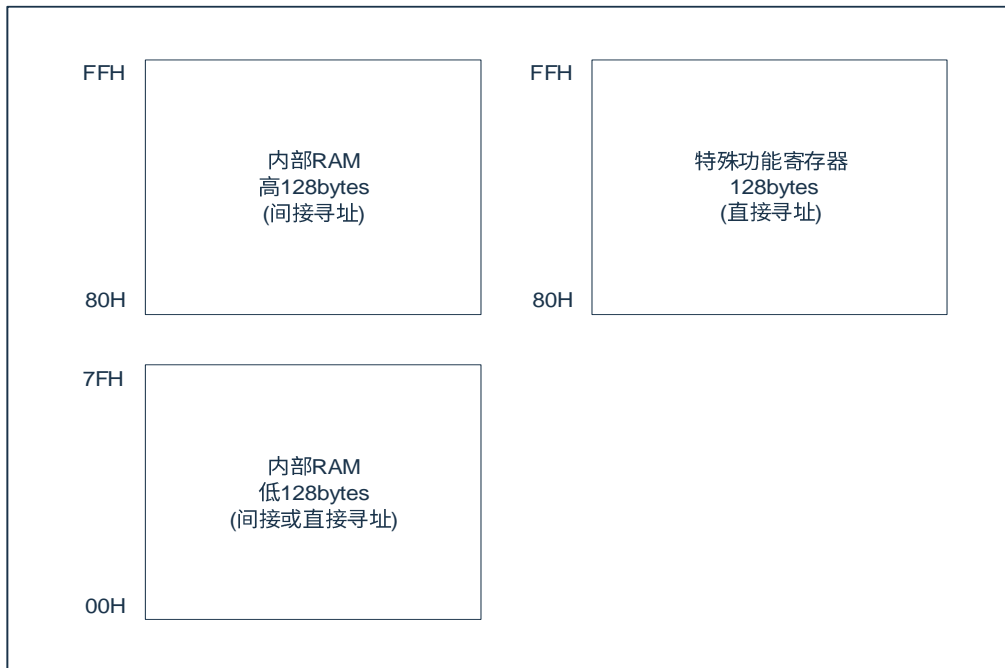 FFH
内部RAM
高128bytes
(间接寻址)
80H
FFH
特殊功能寄存器
128bytes
(直接寻址)
80H
7FH
内部RAM
低128bytes
(间接或直接寻址)
00H